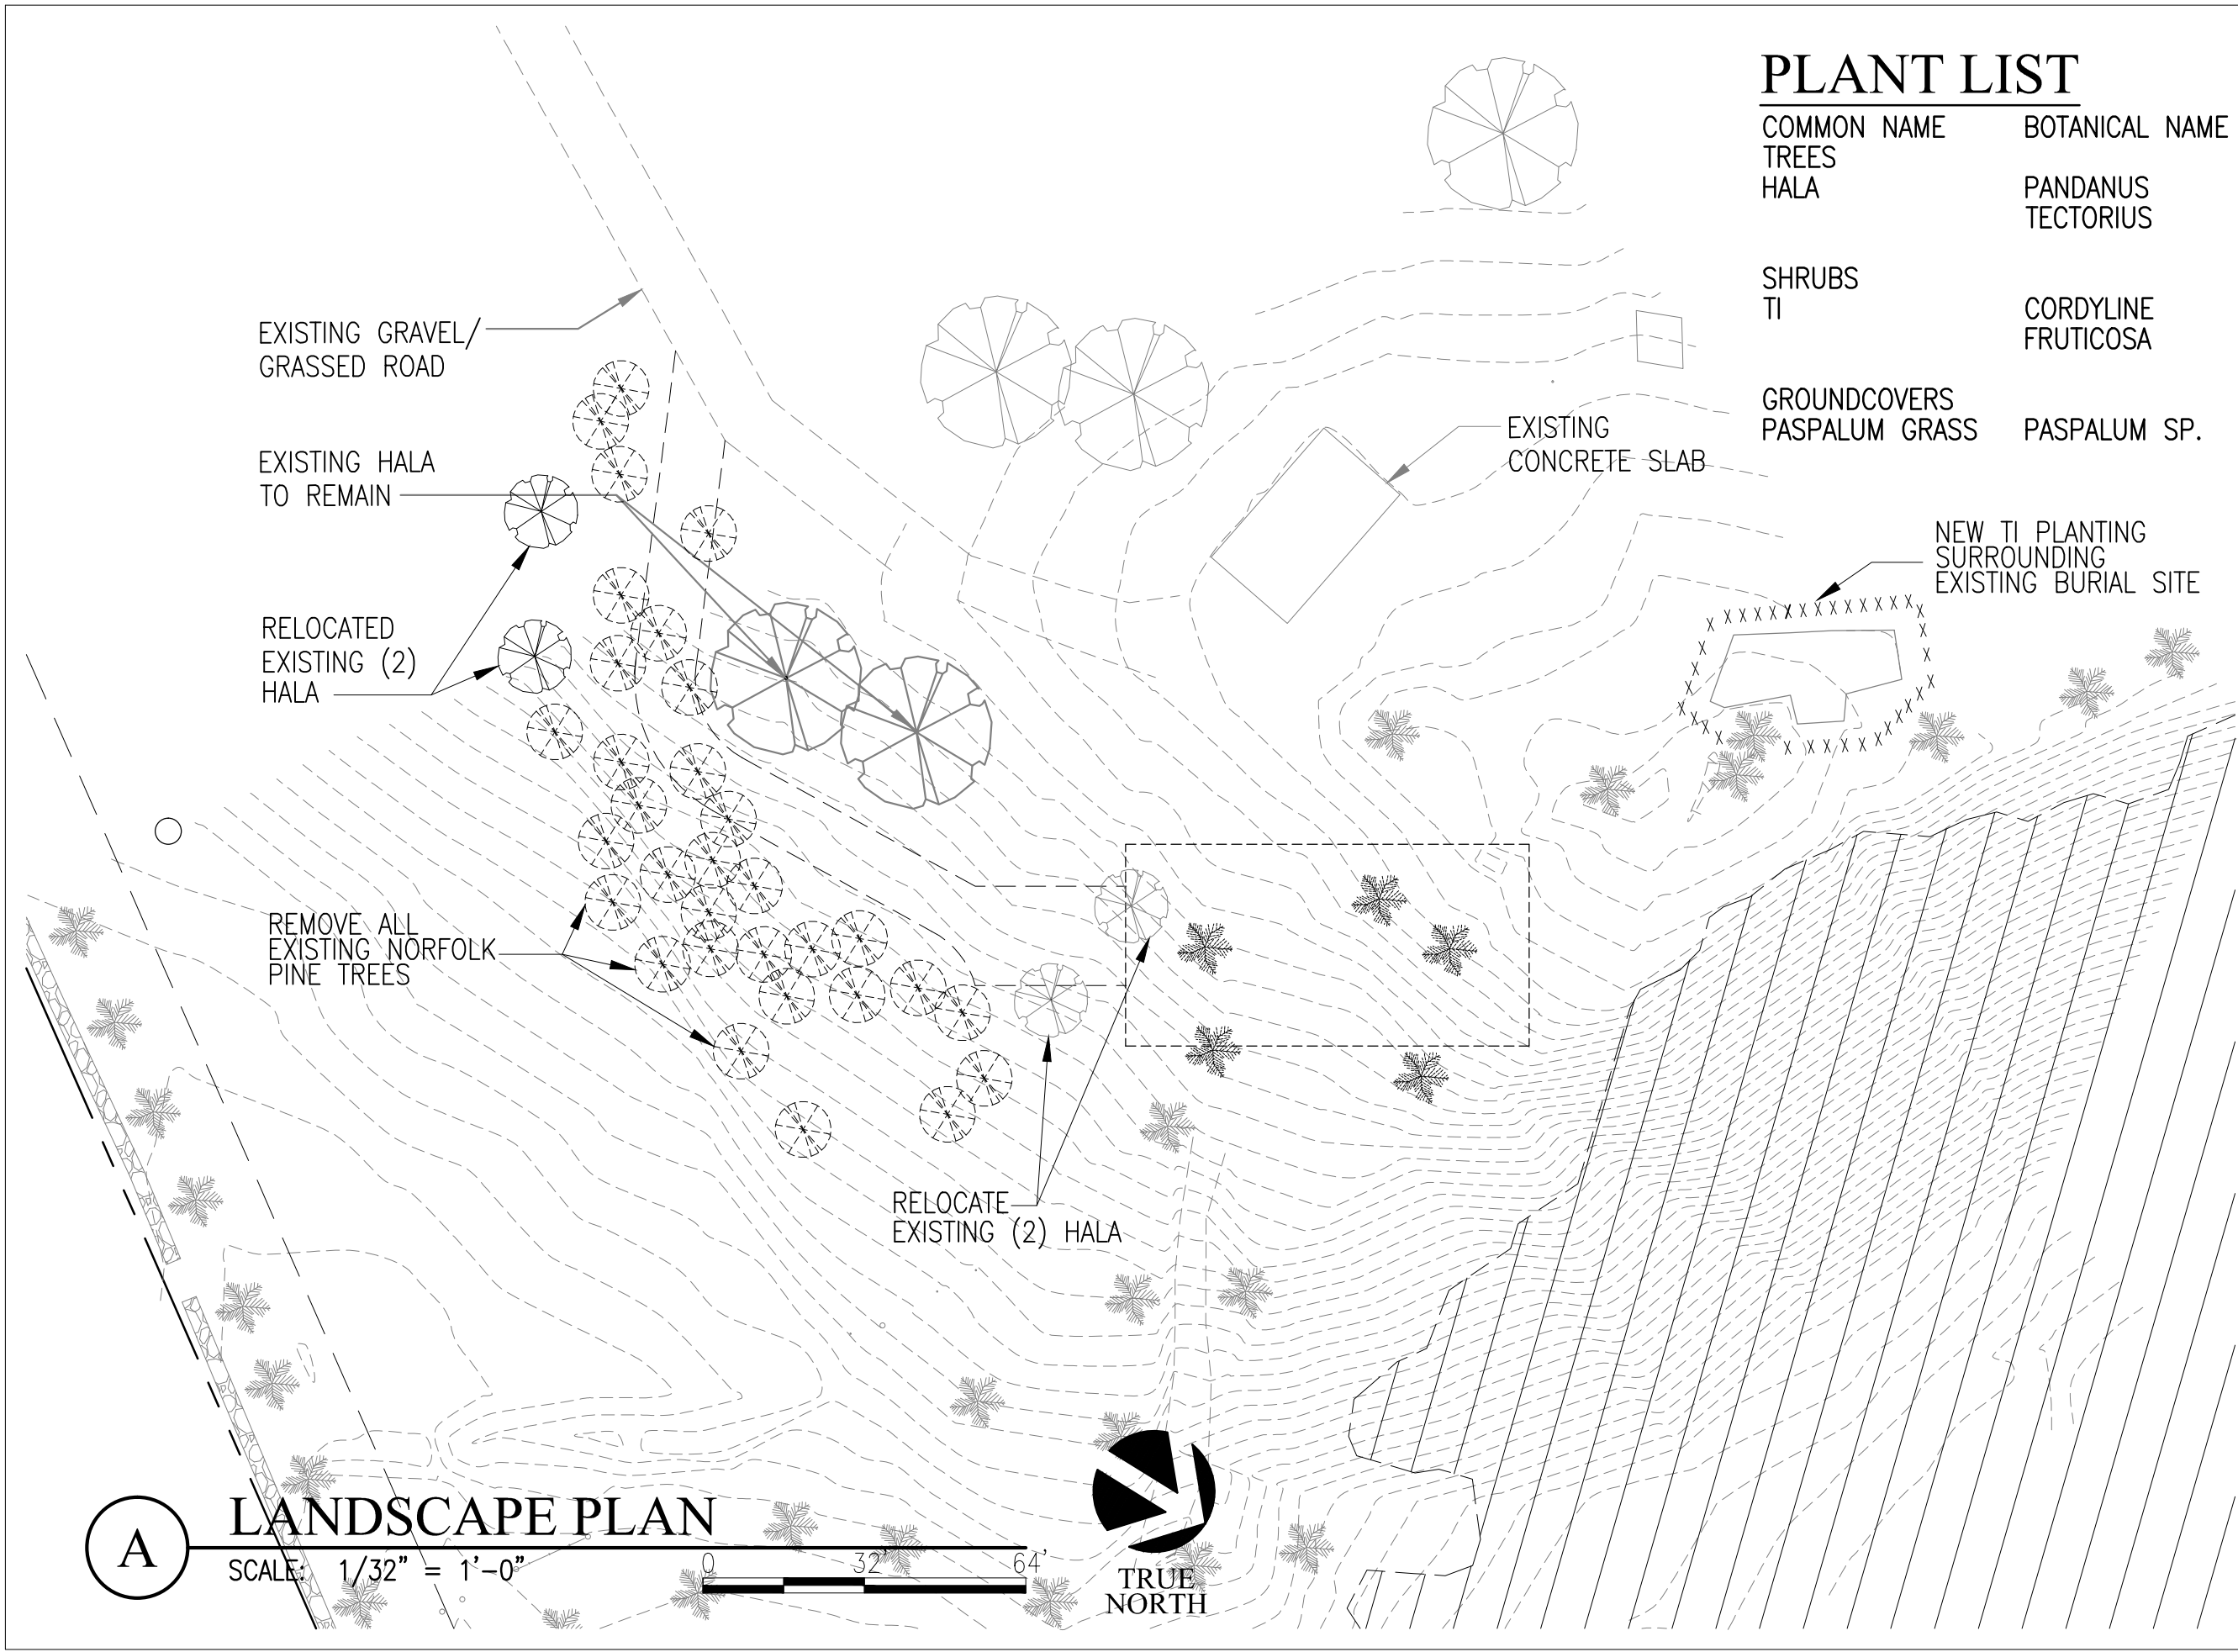 PLANT LIST
COMMON NAME BOTANICAL NAME
TREES
HALA PANDANUS
TECTORIUS
SHRUBS
TI CORDYLINE
FRUTICOSA
GROUNDCOVERS
PASPALUM GRASS PASPALUM SP.
EXISTING GRAVEL/
GRASSED ROAD
EXISTING HALA
TO REMAIN
EXISTING
CONCRETE SLAB
NEW TI PLANTING
SURROUNDING
EXISTING BURIAL SITE
RELOCATED
EXISTING (2)
HALA
REMOVE ALL
EXISTING NORFOLK
PINE TREES
RELOCATE
EXISTING (2) HALA
A
LANDSCAPE PLAN
SCALE: 1/32" = 1'-0"
0 32' 64'
TRUE
NORTH